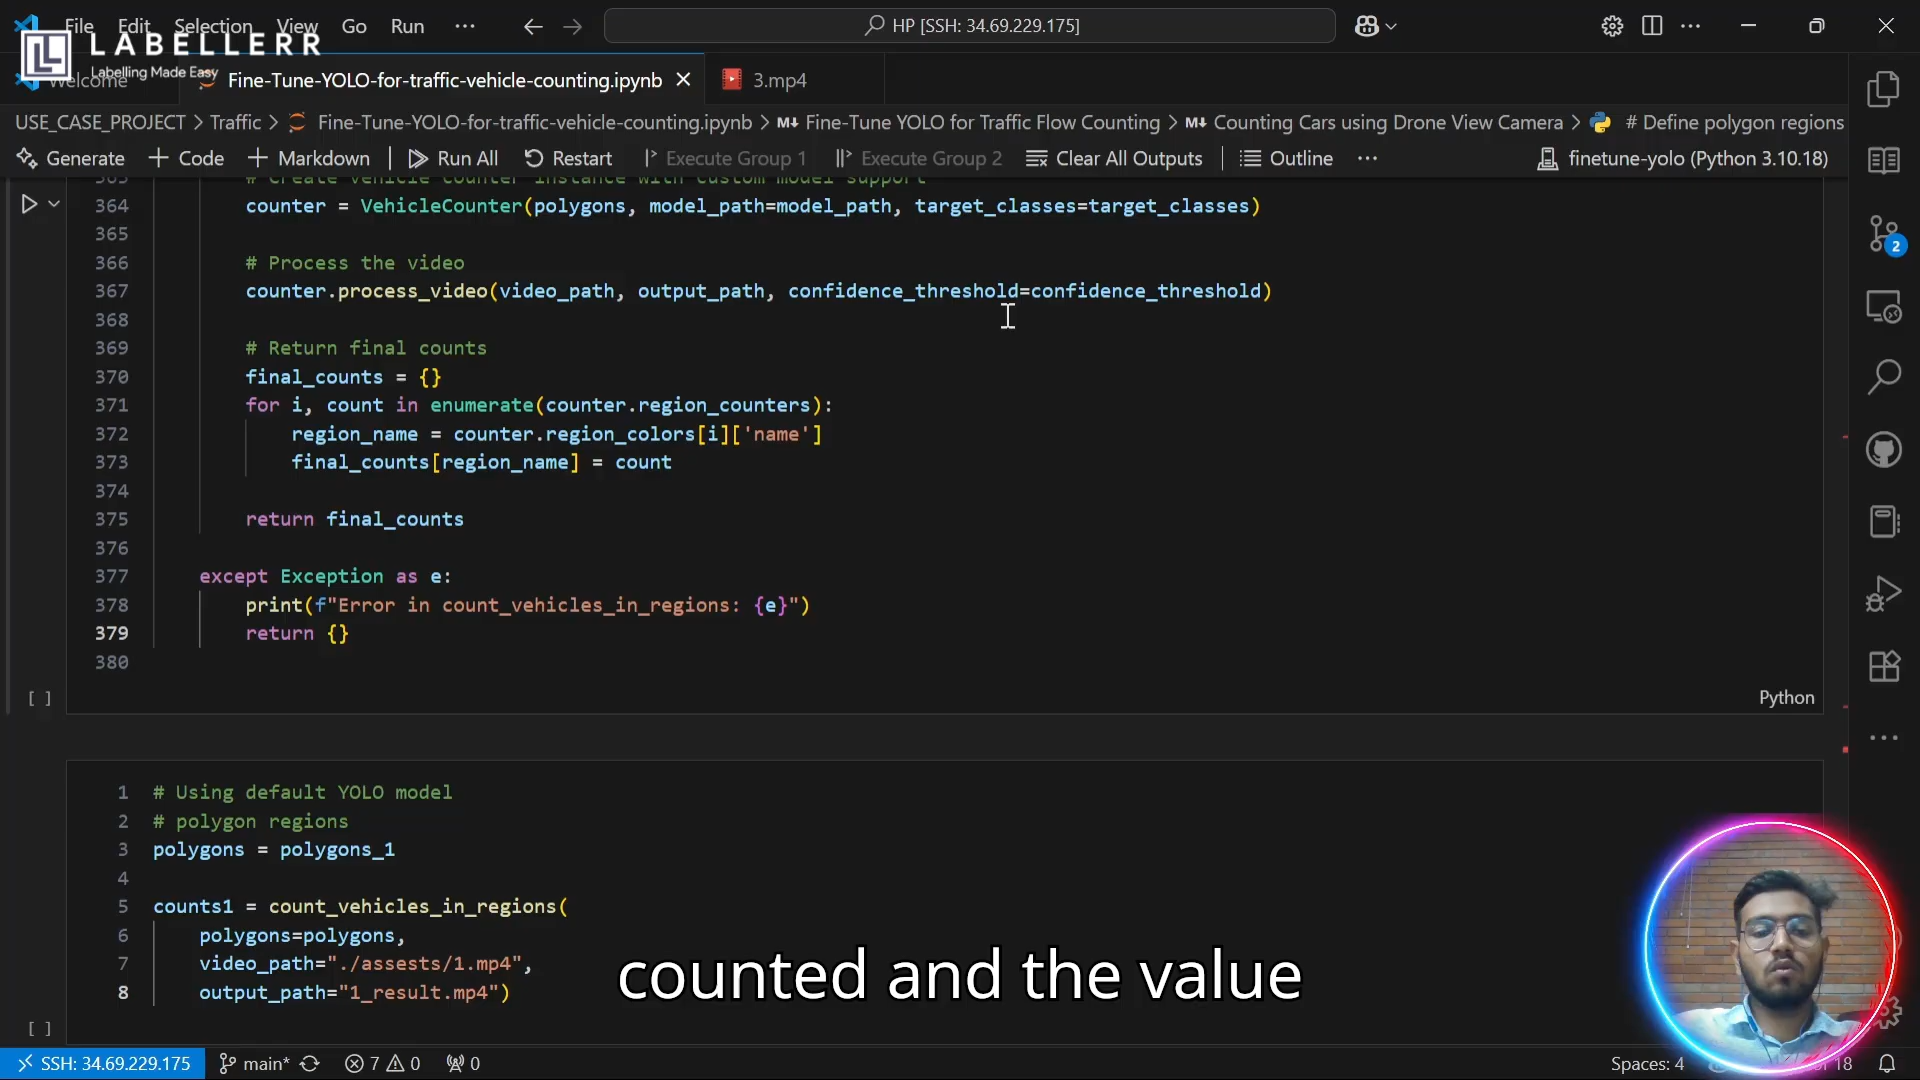 File Edit Selection View Go Run ··· HP [SSH: 34.69.229.175]
LABELLERR
Labelling Made Easy
Welcome Fine-Tune-YOLO-for-traffic-vehicle-counting.ipynb 3.mp4
USE_CASE_PROJECT > Traffic > Fine-Tune-YOLO-for-traffic-vehicle-counting.ipynb > M↓ Fine-Tune YOLO for Traffic Flow Counting > M↓ Counting Cars using Drone View Camera > # Define polygon regions
Generate + Code + Markdown | Run All Restart Execute Group 1 Execute Group 2 Clear All Outputs | Outline ··· finetune-yolo (Python 3.10.18)
363 # Create vehicle counter instance with custom model support
364 counter = VehicleCounter(polygons, model_path=model_path, target_classes=target_classes)
365
366 # Process the video
367 counter.process_video(video_path, output_path, confidence_threshold=confidence_threshold)
368
369 # Return final counts
370 final_counts = {}
371 for i, count in enumerate(counter.region_counters):
372 region_name = counter.region_colors[i]['name']
373 final_counts[region_name] = count
374
375 return final_counts
376
377 except Exception as e:
378 print(f"Error in count_vehicles_in_regions: {e}")
379 return {}
380
[ ] Python
1 # Using default YOLO model
2 # polygon regions
3 polygons = polygons_1
4
5 counts1 = count_vehicles_in_regions(
6 polygons=polygons,
7 video_path="./assests/1.mp4",
8 output_path="1_result.mp4")
counted and the value
[ ]
SSH: 34.69.229.175 main* 7 0 0 Spaces: 4 18
2